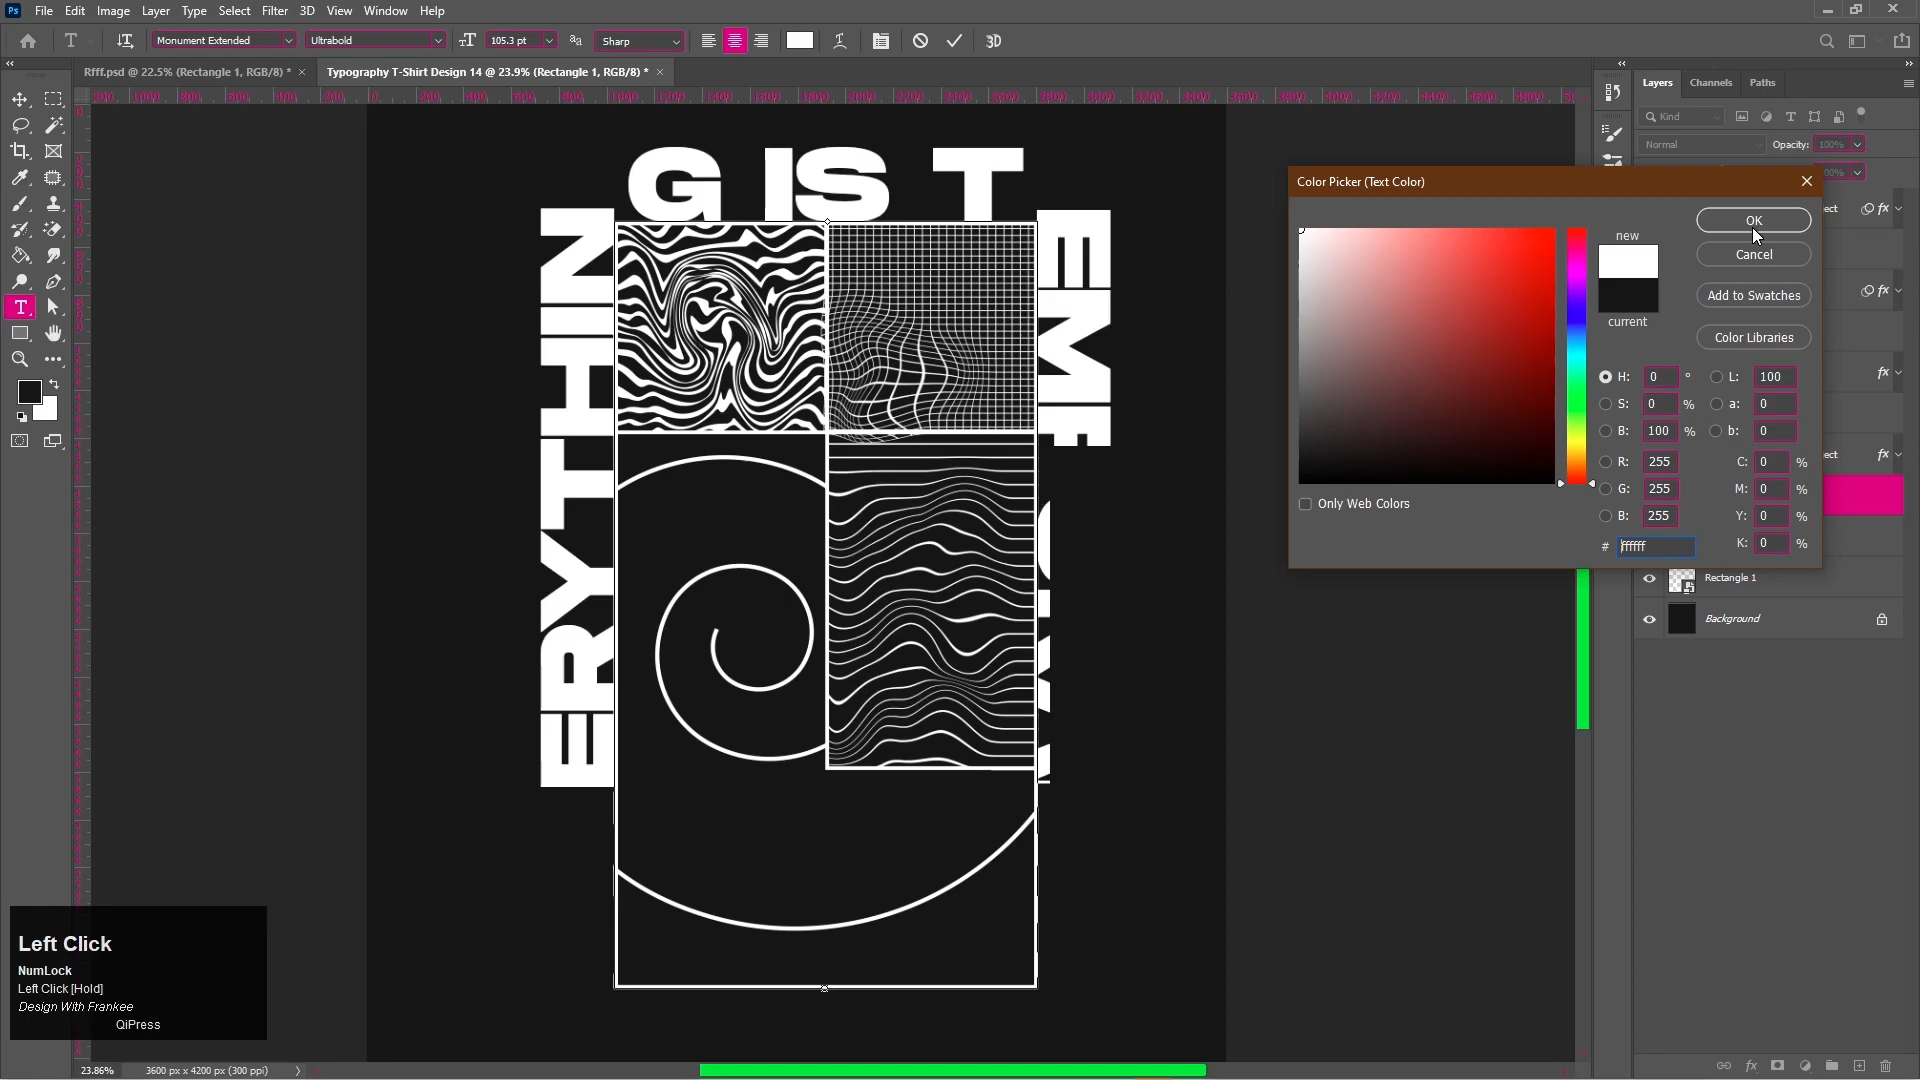 Ps File Edit Image Layer Type Select Filter 3D View Window Help
Monument Extended Ultrabold 105.3 pt Sharp 3D
Rfff.psd @ 22.5% (Rectangle 1, RGB/8) * × Typography T-Shirt Design 14 @ 23.9% (Rectangle 1, RGB/8) * ×
Layers Channels Paths
Kind
Normal Opacity: 100%
Color Picker (Text Color)
OK
Cancel
Add to Swatches
Color Libraries
new
current
H: 0 ° L: 100
S: 0 % a: 0
B: 100 % b: 0
R: 255 C: 0 %
G: 255 M: 0 %
B: 255 Y: 0 %
# ffffff K: 0 %
Only Web Colors
Rectangle 1
Background
ERYTHIN
G IS T
EME
Left Click
NumLock
Left Click [Hold]
Design With Frankee
QiPress
23.86% 3600 px x 4200 px (300 ppi)